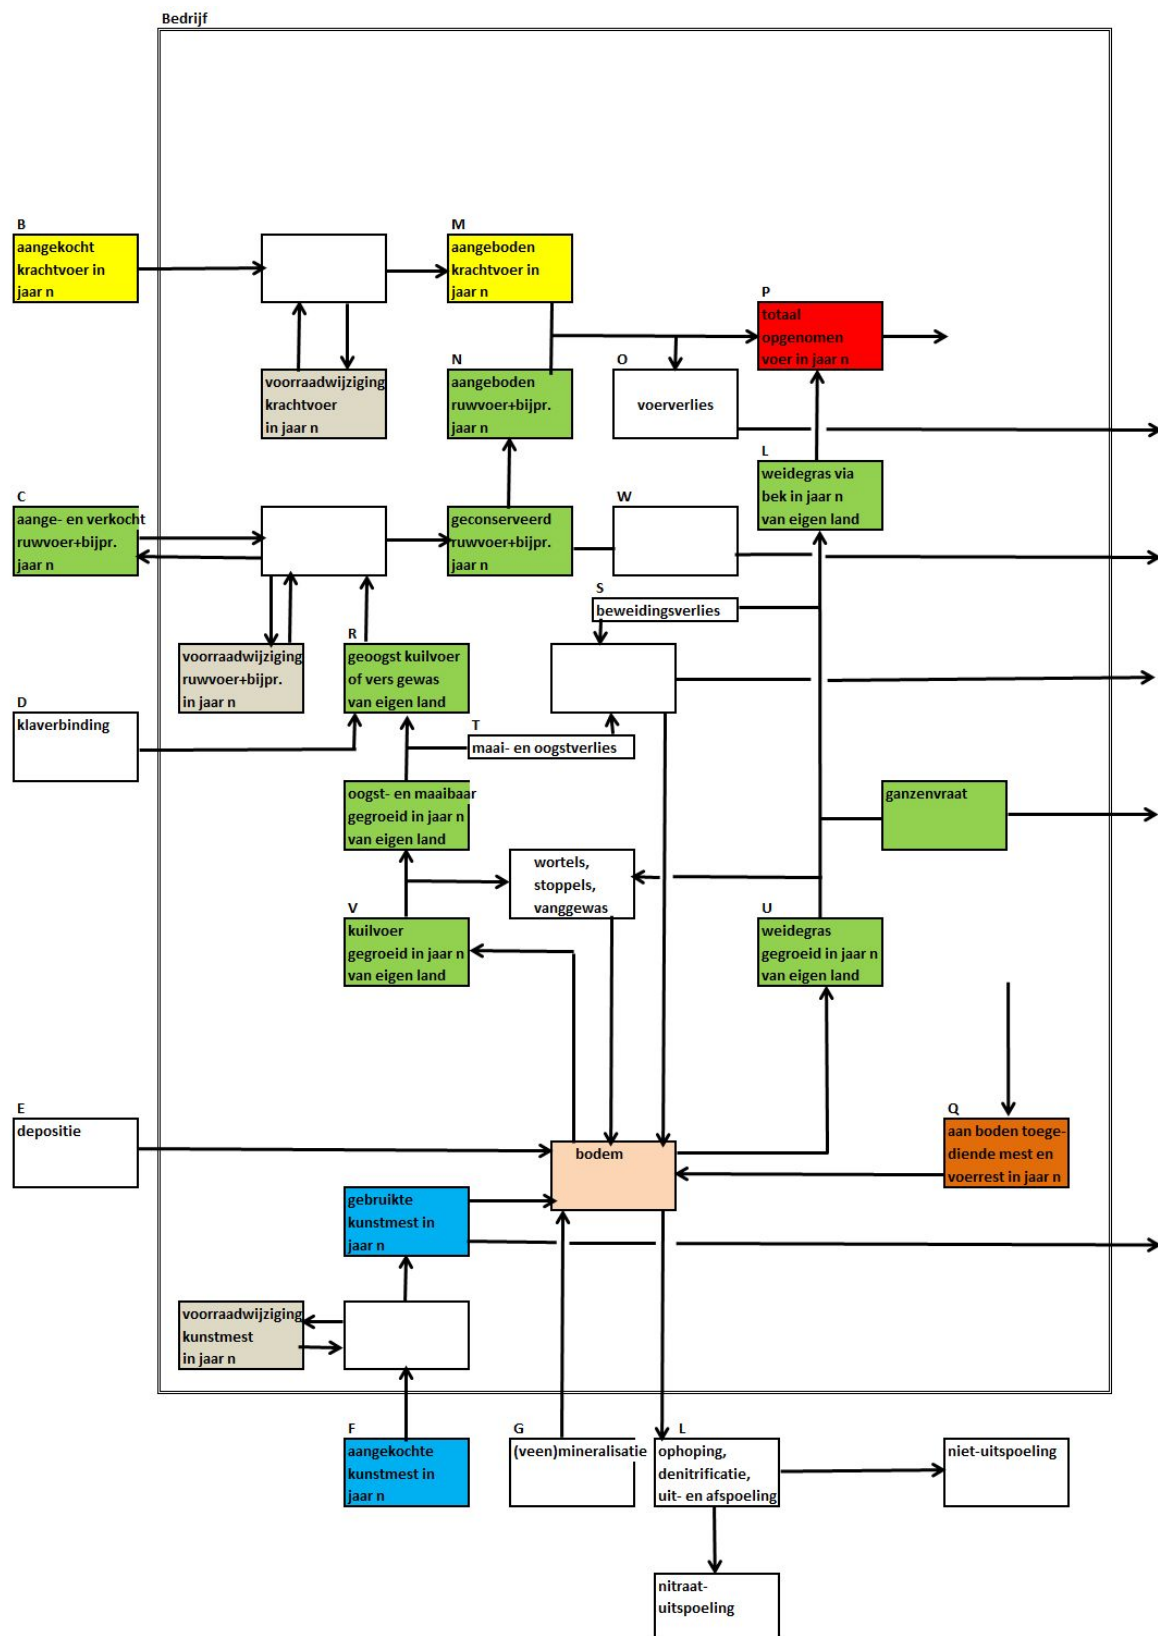 Bedrijf
B
aangekocht
krachtvoer in
jaar n
M
aangeboden
krachtvoer in
jaar n
P
totaal
opgenomen
voer in jaar n
voorraadwijziging
krachtvoer
in jaar n
N
aangeboden
ruwvoer+bijpr.
jaar n
O
voerverlies
L
weidegras via
bek in jaar n
van eigen land
C
aange- en verkocht
ruwvoer+bijpr.
jaar n
geconserveerd
ruwvoer+bijpr.
jaar n
W
S
beweidingsverlies
voorraadwijziging
ruwvoer+bijpr.
in jaar n
R
geoogst kuilvoer
of vers gewas
van eigen land
D
klaverbinding
T
maai- en oogstverlies
oogst- en maaibaar
gegroeid in jaar n
van eigen land
ganzenvraat
wortels,
stoppels,
vanggewas
V
kuilvoer
gegroeid in jaar n
van eigen land
U
weidegras
gegroeid in jaar n
van eigen land
E
depositie
bodem
Q
aan boden toege-
diende mest en
voerrest in jaar n
gebruikte
kunstmest in
jaar n
voorraadwijziging
kunstmest
in jaar n
F
aangekochte
kunstmest in
jaar n
G
(veen)mineralisatie
L
ophoping,
denitrificatie,
uit- en afspoeling
niet-uitspoeling
nitraat-
uitspoeling